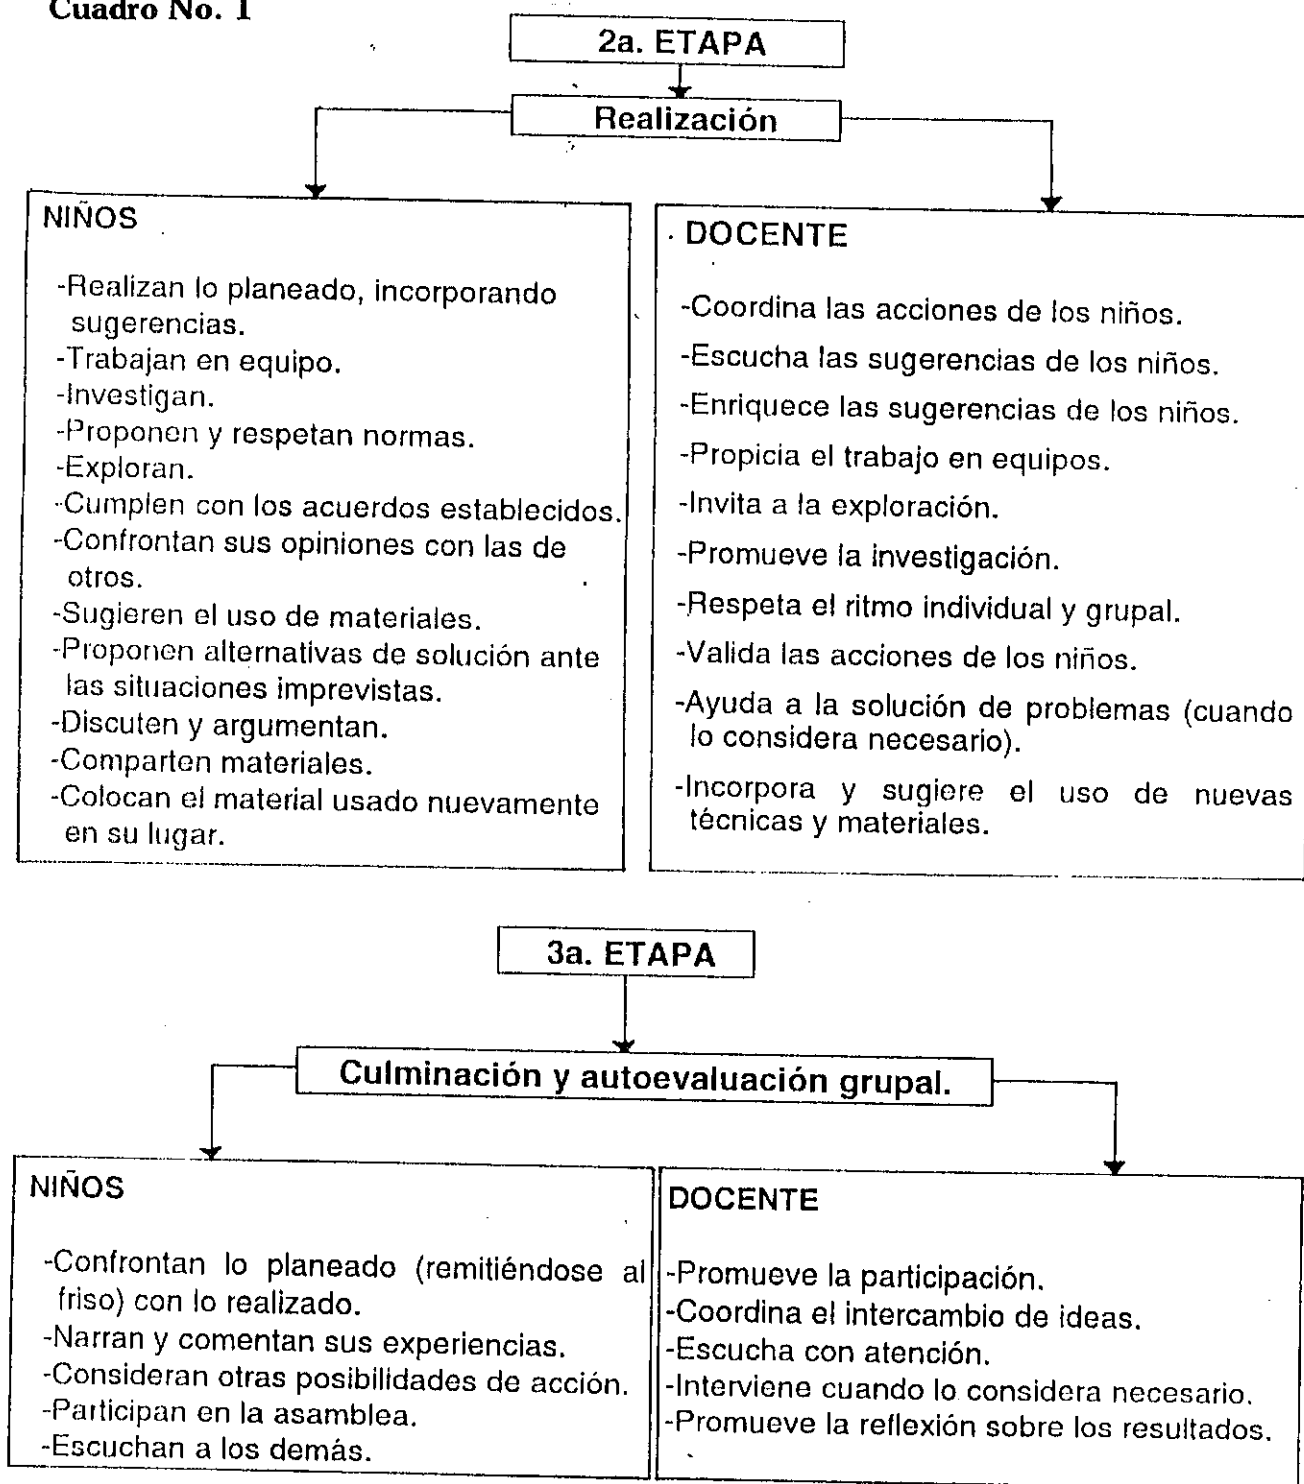 Cuadro No. 1
2a. ETAPA
Realización
NIÑOS
-Realizan lo planeado, incorporando
sugerencias.
-Trabajan en equipo.
-Investigan.
-Proponen y respetan normas.
-Exploran.
-Cumplen con los acuerdos establecidos.
-Confrontan sus opiniones con las de
otros.
-Sugieren el uso de materiales.
-Proponen alternativas de solución ante
las situaciones imprevistas.
-Discuten y argumentan.
-Comparten materiales.
-Colocan el material usado nuevamente
en su lugar.
DOCENTE
-Coordina las acciones de los niños.
-Escucha las sugerencias de los niños.
-Enriquece las sugerencias de los niños.
-Propicia el trabajo en equipos.
-Invita a la exploración.
-Promueve la investigación.
-Respeta el ritmo individual y grupal.
-Valida las acciones de los niños.
-Ayuda a la solución de problemas (cuando
lo considera necesario).
-Incorpora y sugiere el uso de nuevas
técnicas y materiales.
3a. ETAPA
Culminación y autoevaluación grupal.
NIÑOS
-Confrontan lo planeado (remitiéndose al
friso) con lo realizado.
-Narran y comentan sus experiencias.
-Consideran otras posibilidades de acción.
-Participan en la asamblea.
-Escuchan a los demás.
DOCENTE
-Promueve la participación.
-Coordina el intercambio de ideas.
-Escucha con atención.
-Interviene cuando lo considera necesario.
-Promueve la reflexión sobre los resultados.